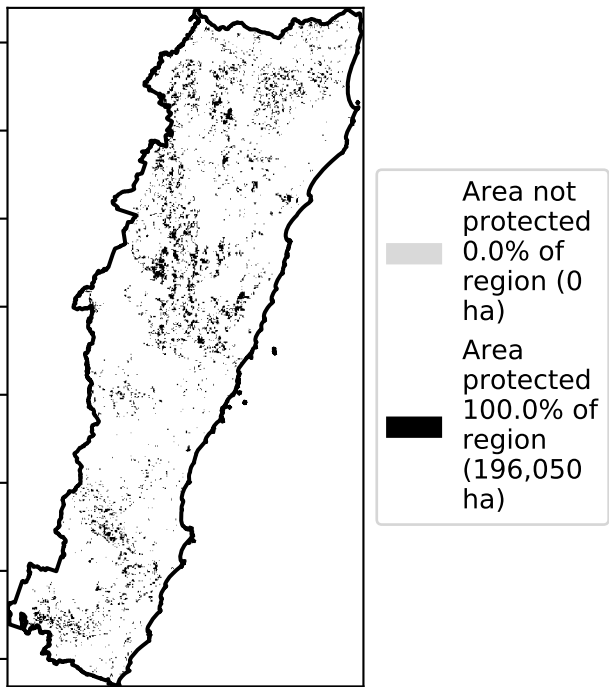 Area not
protected
0.0% of
region (0
ha)
Area
protected
100.0% of
region
(196,050
ha)